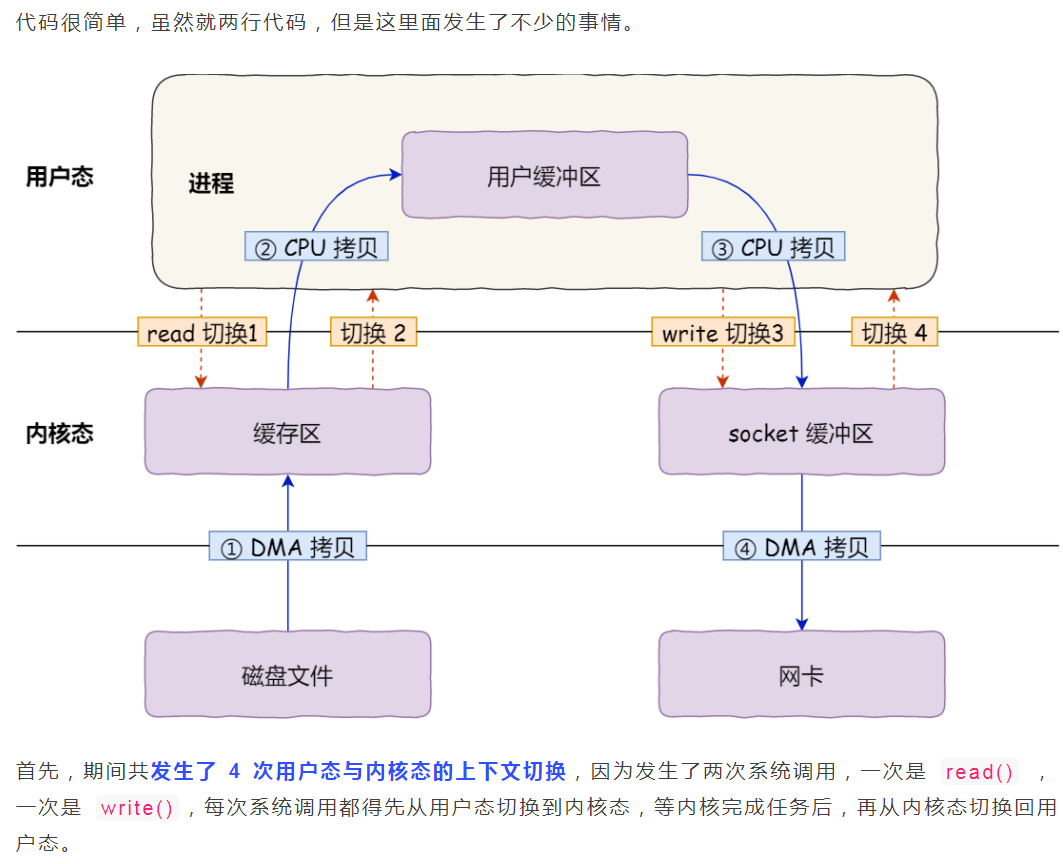 代码很简单，虽然就两行代码，但是这里面发生了不少的事情。
用户态
进程
用户缓冲区
② CPU 拷贝
③ CPU 拷贝
read 切换1
切换 2
write 切换3
切换 4
内核态
缓存区
socket 缓冲区
① DMA 拷贝
④ DMA 拷贝
磁盘文件
网卡
首先，期间共发生了 4 次用户态与内核态的上下文切换，因为发生了两次系统调用，一次是 read() ，
一次是 write()，每次系统调用都得先从用户态切换到内核态，等内核完成任务后，再从内核态切换回用
户态。